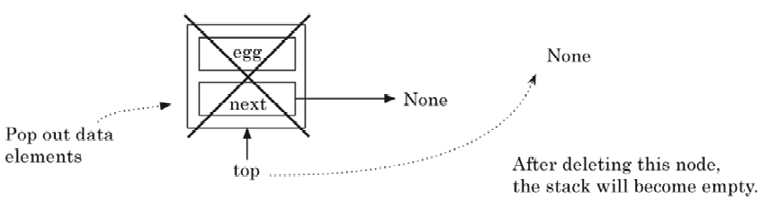 egg
None
next
None
Pop out data
elements
top
After deleting this node,
the stack will become empty.